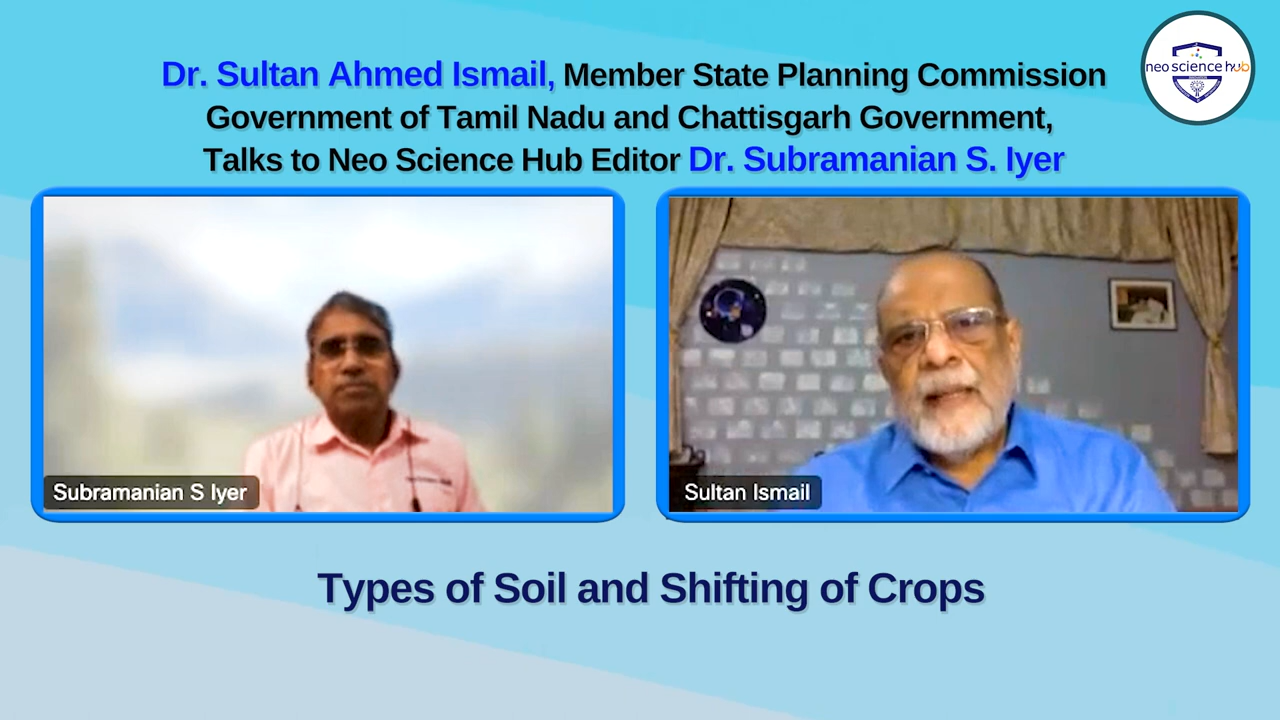 Dr. Sultan Ahmed Ismail, Member State Planning Commission
Government of Tamil Nadu and Chattisgarh Government,
Talks to Neo Science Hub Editor Dr. Subramanian S. Iyer
neo science hub
Subramanian S Iyer
Sultan Ismail
Types of Soil and Shifting of Crops